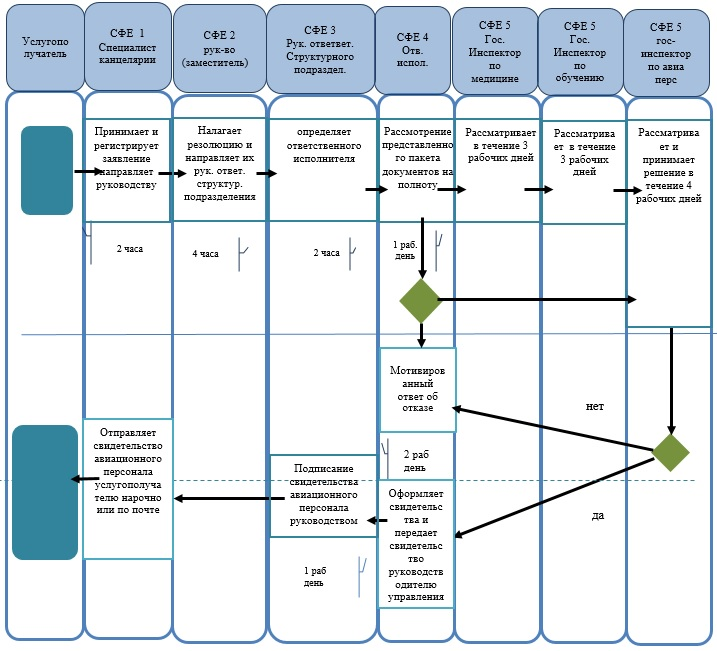 Услугопо
лучатель
СФЕ 1
Специалист
канцелярии
СФЕ 2
рук-во
(заместитель)
СФЕ 3
Рук. ответвет.
Структурного
подраздел.
СФЕ 4
Отв.
испол.
СФЕ 5
Гос.
Инспектор
по
медицине
СФЕ 5
Гос.
Инспектор
по
обучению
СФЕ 5
гос-
инспектор
по авиа
перс
Принимает и
регистрирует
заявление
направляет
руководству
Налагает
резолюцию и
направляет их
рук. ответ.
структур.
подразделения
определяет
ответственого
исполнителя
Рассмотрение
представленно
го пакета
документов на
полноту
Рассматривает
в течение 3
рабочих дней
Рассматрива
ет в течение
3 рабочих
дней
Рассматрива
ет и
принимает
решение в
течение 4
рабочих дней
2 часа
4 часа
2 часа
1 раб.
день
Мотивиров
анный
ответ об
отказе
нет
2 раб
день
Отправляет
свидетельство
авиационного
персонала
услугополуча
телю нарочно
или по почте
Подписание
свидетельства
авиационного
персонала
руководством
Оформляет
свидетельс
тва и
передает
свидетельс
тво
руководств
одителю
управления
да
1 раб
день